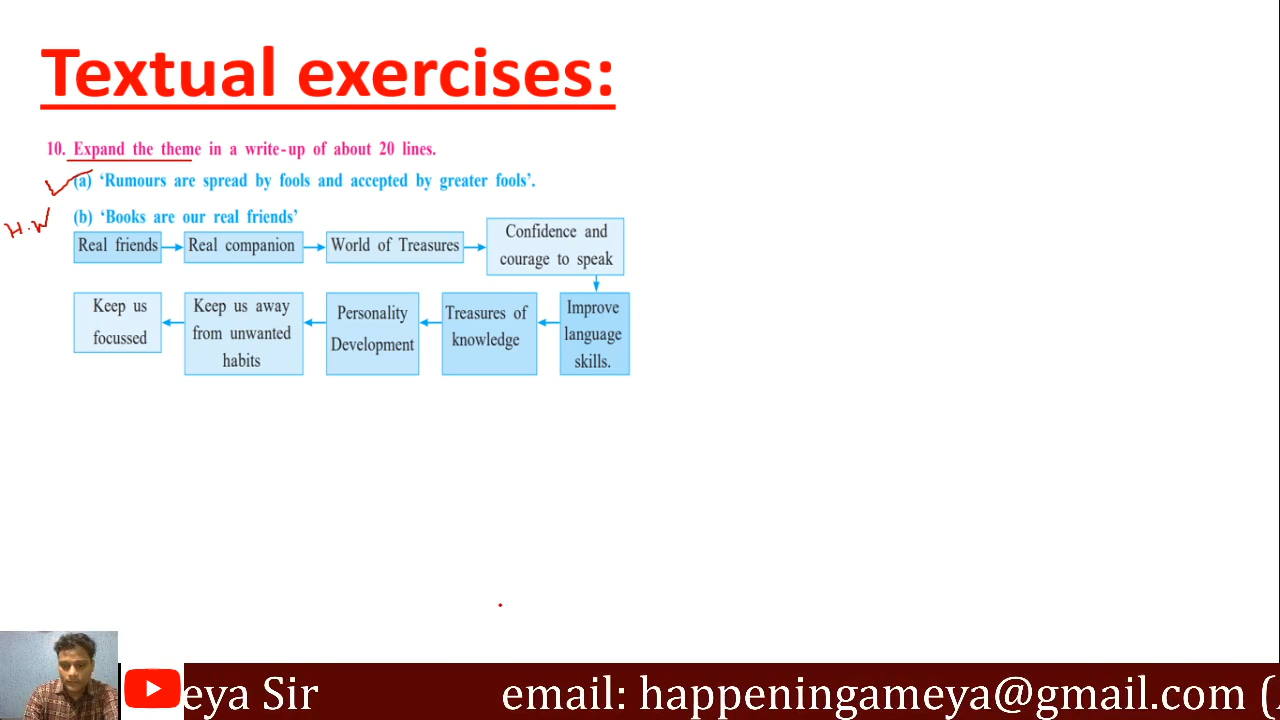 Textual exercises:
10. Expand the theme in a write-up of about 20 lines.
(a) ‘Rumours are spread by fools and accepted by greater fools’.
H.W
(b) ‘Books are our real friends’
Real friends
Real companion
World of Treasures
Confidence and
courage to speak
Improve
language
skills.
Treasures of
knowledge
Personality
Development
Keep us away
from unwanted
habits
Keep us
focussed
eya Sir
email: happeningameya@gmail.com (